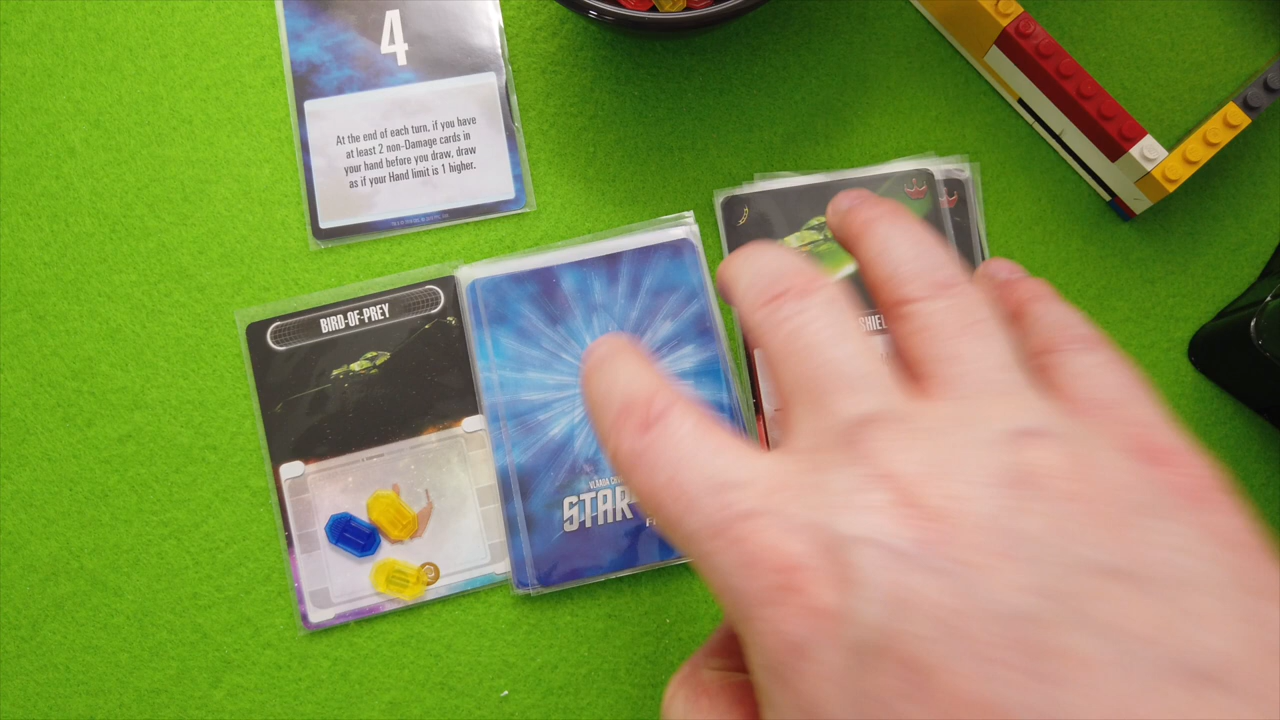 4
At the end of each turn, if you have
at least 2 non-Damage cards in
your hand before you draw, draw
as if your Hand limit is 1 higher.
BIRD-OF-PREY
STAR